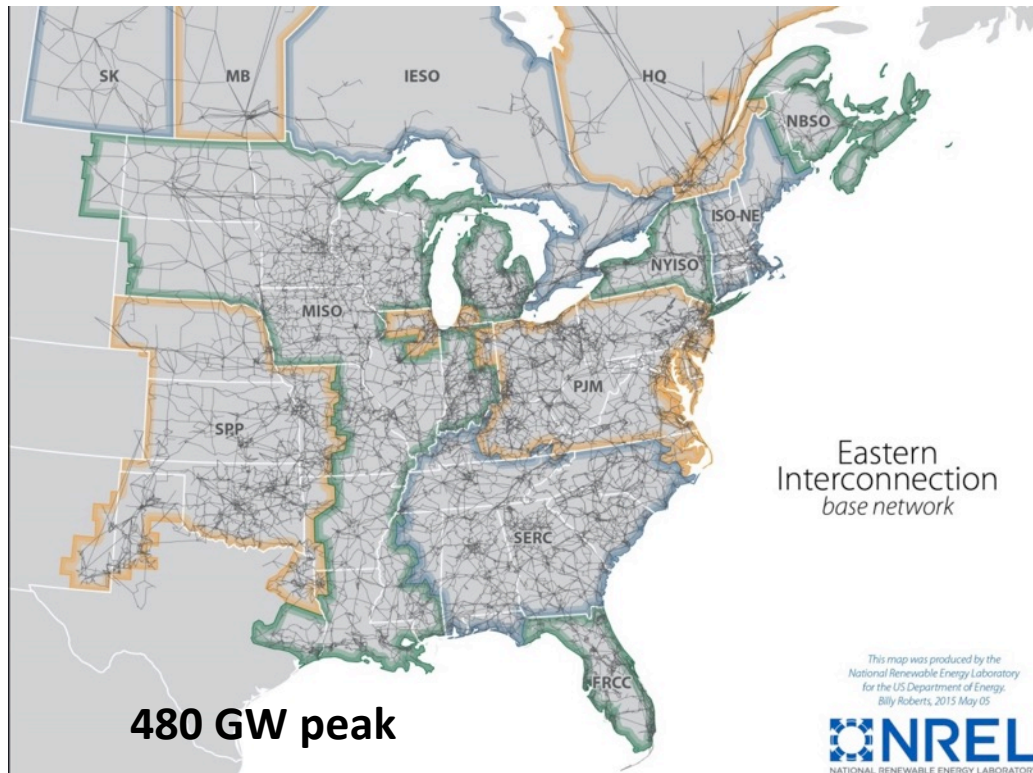 SK
MB
IESO
HQ
NBSO
ISO-NE
NYISO
MISO
PJM
SPP
SERC
FRCC
Eastern
Interconnection
base network
480 GW peak
This map was produced by the
National Renewable Energy Laboratory
for the US Department of Energy.
Billy Roberts, 2015 May 05
NREL
NATIONAL RENEWABLE ENERGY LABORATORY